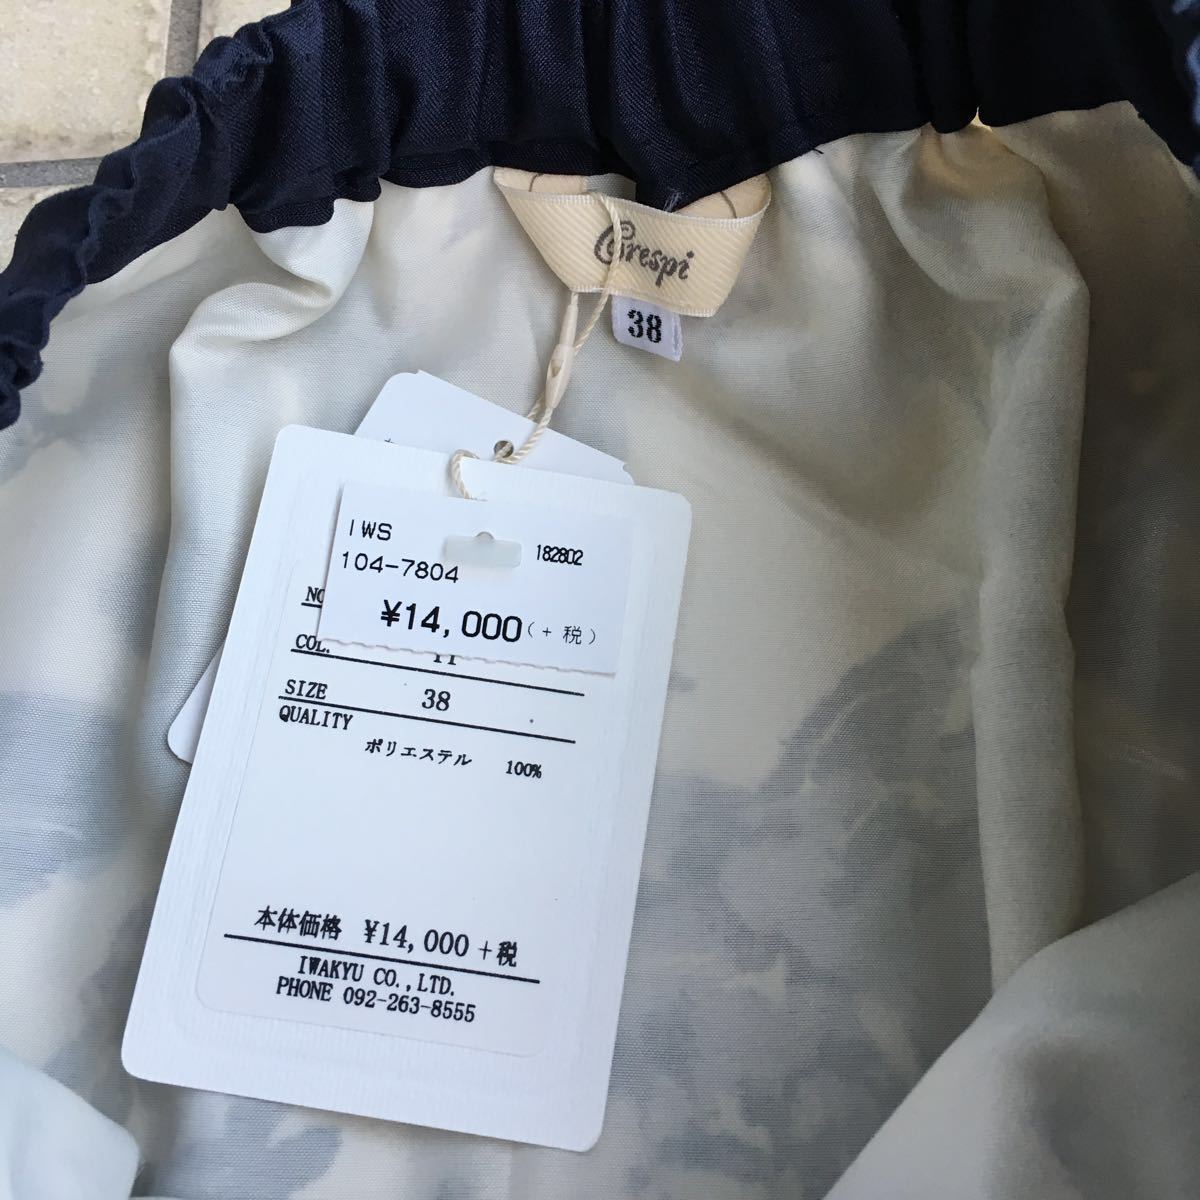 Crespi
38
IWS
182802
104-7804
¥14,000(+税)
COL. 11
SIZE 38
QUALITY
ポリエステル 100%
本体価格 ¥14,000+税
IWAKYU CO.,LTD.
PHONE 092-263-8555